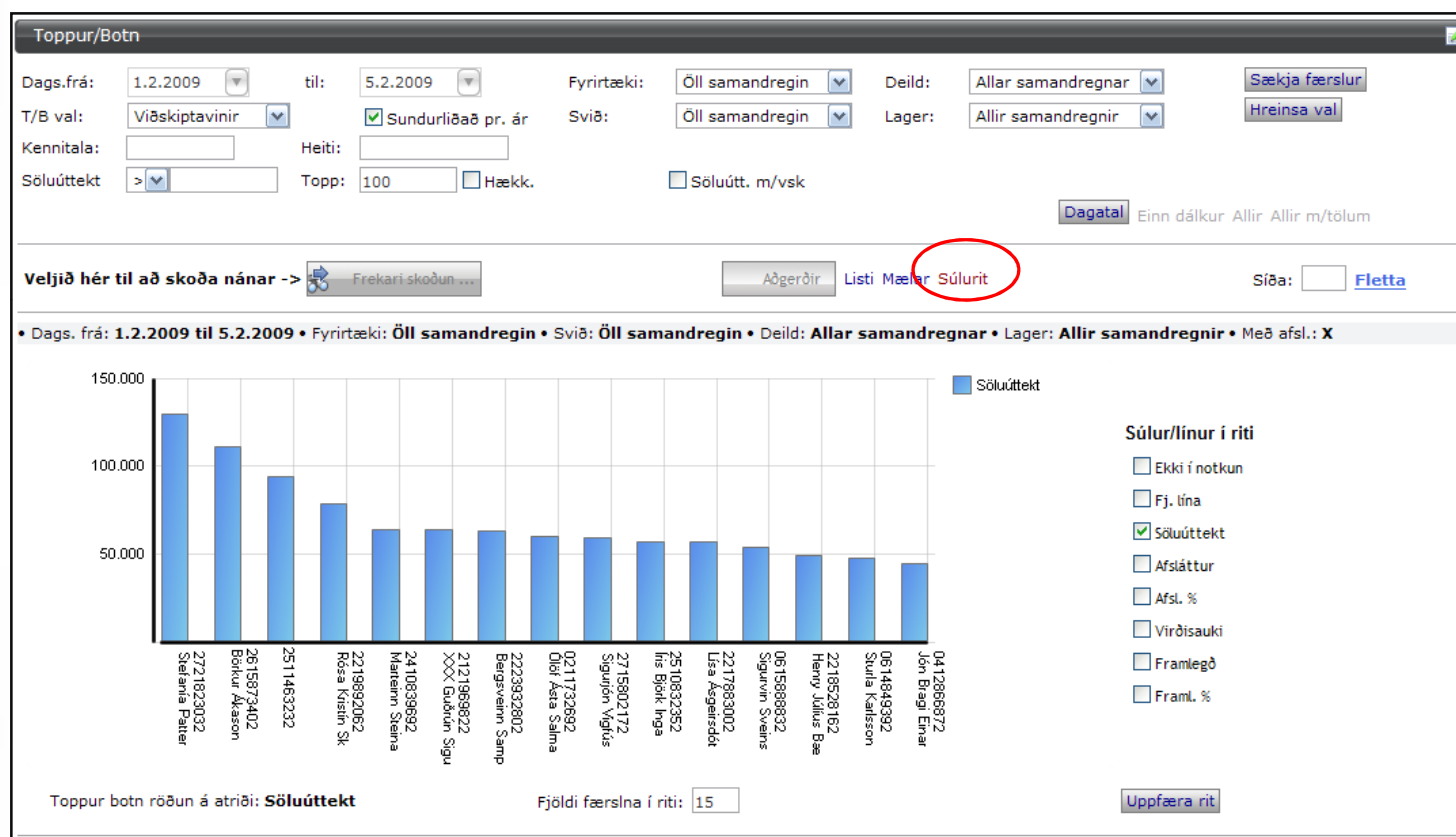 Toppur/Botn
Dags.frá: 1.2.2009 til: 5.2.2009 Fyrirtæki: Öll samandregin Deild: Allar samandregnar Sækja færslur
T/B val: Viðskiptavinir Sundurliðað pr. ár Svið: Öll samandregin Lager: Allir samandregnir Hreinsa val
Kennitala: Heiti:
Söluúttekt > Topp: 100 Hækk. Söluútt. m/vsk
Dagatal Einn dálkur Allir Allir m/tölum
Veljið hér til að skoða nánar -> Frekari skoðun ... Aðgerðir Listi Mælar Súlurit Síða: Fletta
• Dags. frá: 1.2.2009 til 5.2.2009 • Fyrirtæki: Öll samandregin • Svið: Öll samandregin • Deild: Allar samandregnar • Lager: Allir samandregnir • Með afsl.: X
150.000
100.000
50.000
Söluúttekt
Súlur/línur í riti
Ekki í notkun
Fj. lína
Söluúttekt
Afsláttur
Afsl. %
Virðisauki
Framlegð
Framl. %
2721823032
Stefanía Patter
2615873402
Börkur Ákason
2511463232
2219892062
Rósa Kristín Sk
2410839692
Marteinn Steina
2121969822
XXX Guðrún Sigu
2223932802
Bergsveinn Samp
0211732692
Ólöf Ásta Salma
2715802172
Sigurjón Vigfús
2510832352
Íris Björk Inga
2217883002
Lísa Ásgeirsdót
0615888832
Sigurvin Sveins
2218528162
Henry Júlíus Bæ
0614849392
Sturla Karlsson
0412866872
Jón Bragi Einar
Toppur botn röðun á atriði: Söluúttekt Fjöldi færslna í riti: 15 Uppfæra rit